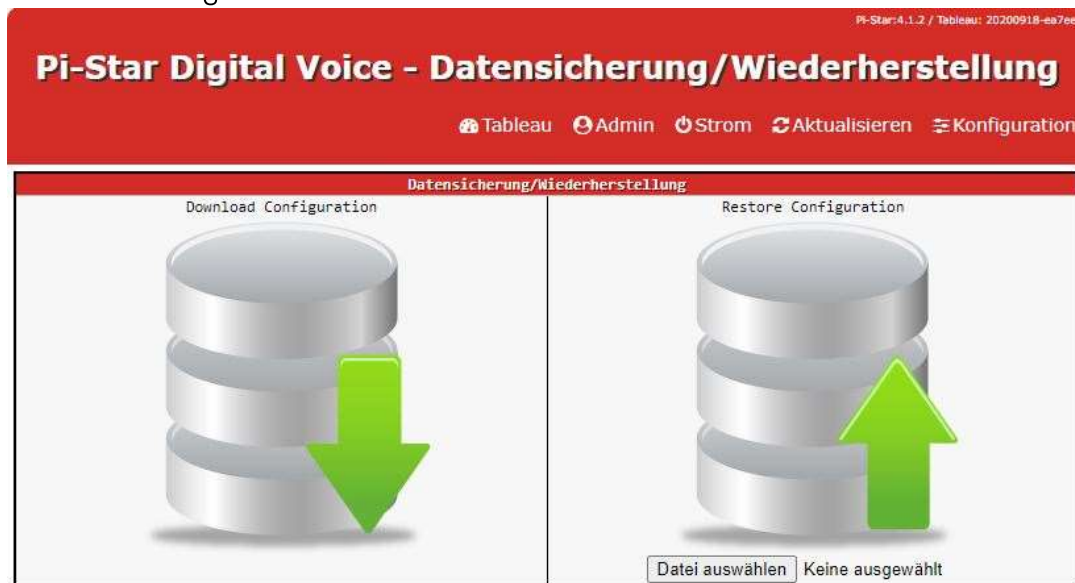 Pi-Star:4.1.2 / Tableau: 20200918-ea7ee
Pi-Star Digital Voice - Datensicherung/Wiederherstellung
Tableau Admin Strom Aktualisieren Konfiguration
Datensicherung/Wiederherstellung
Download Configuration
Restore Configuration
Datei auswählen Keine ausgewählt